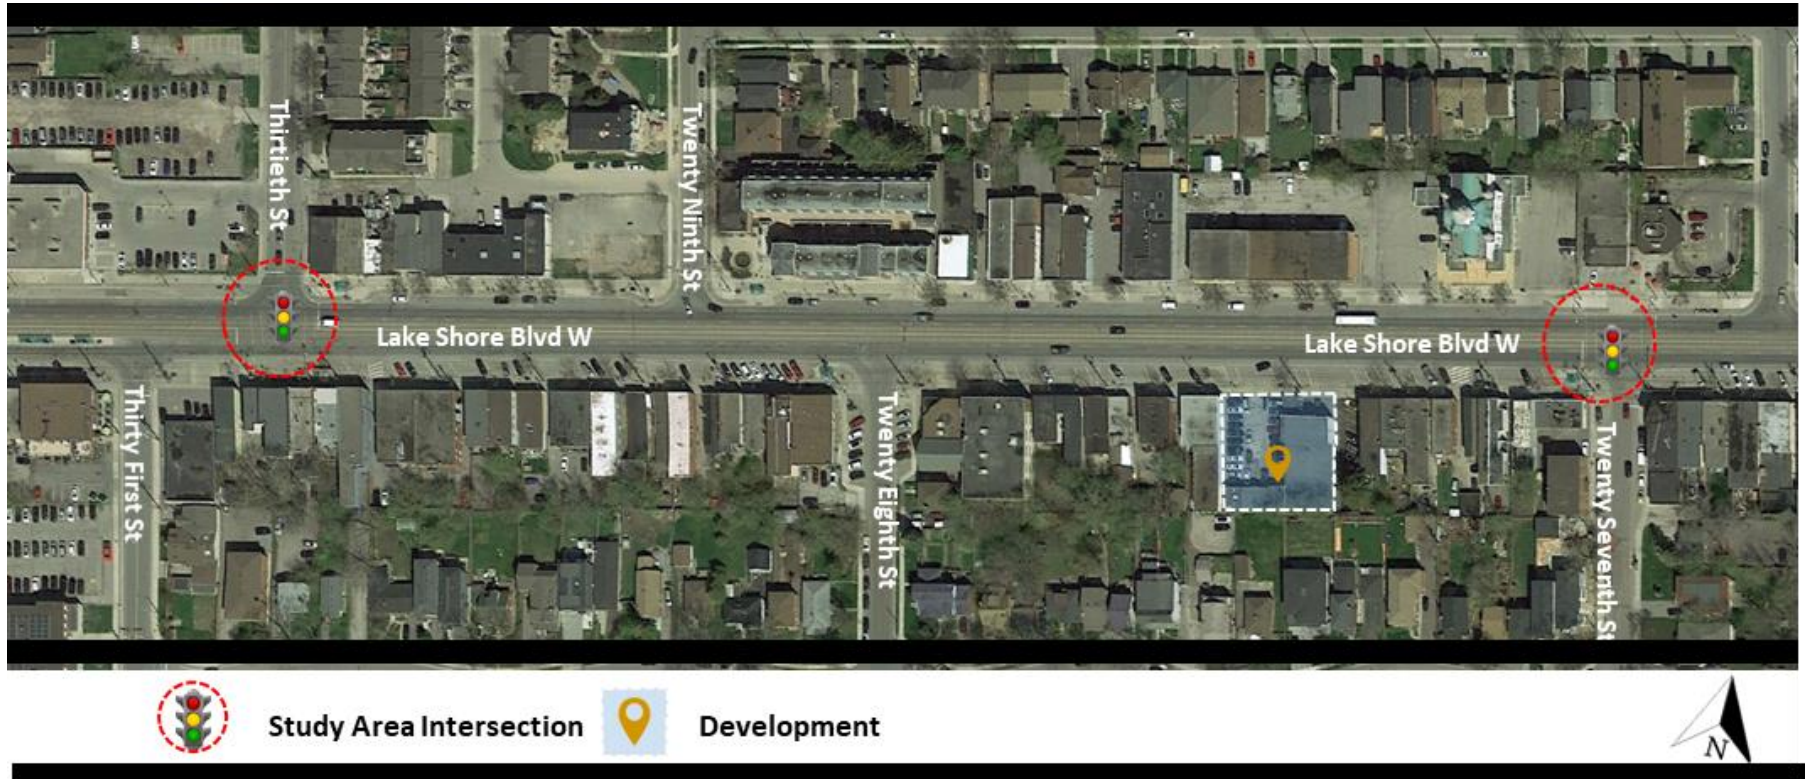 Thirtieth St
Twenty Ninth St
Lake Shore Blvd W
Lake Shore Blvd W
Thirty First St
Twenty Eighth St
Twenty Seventh St
Study Area Intersection
Development
N